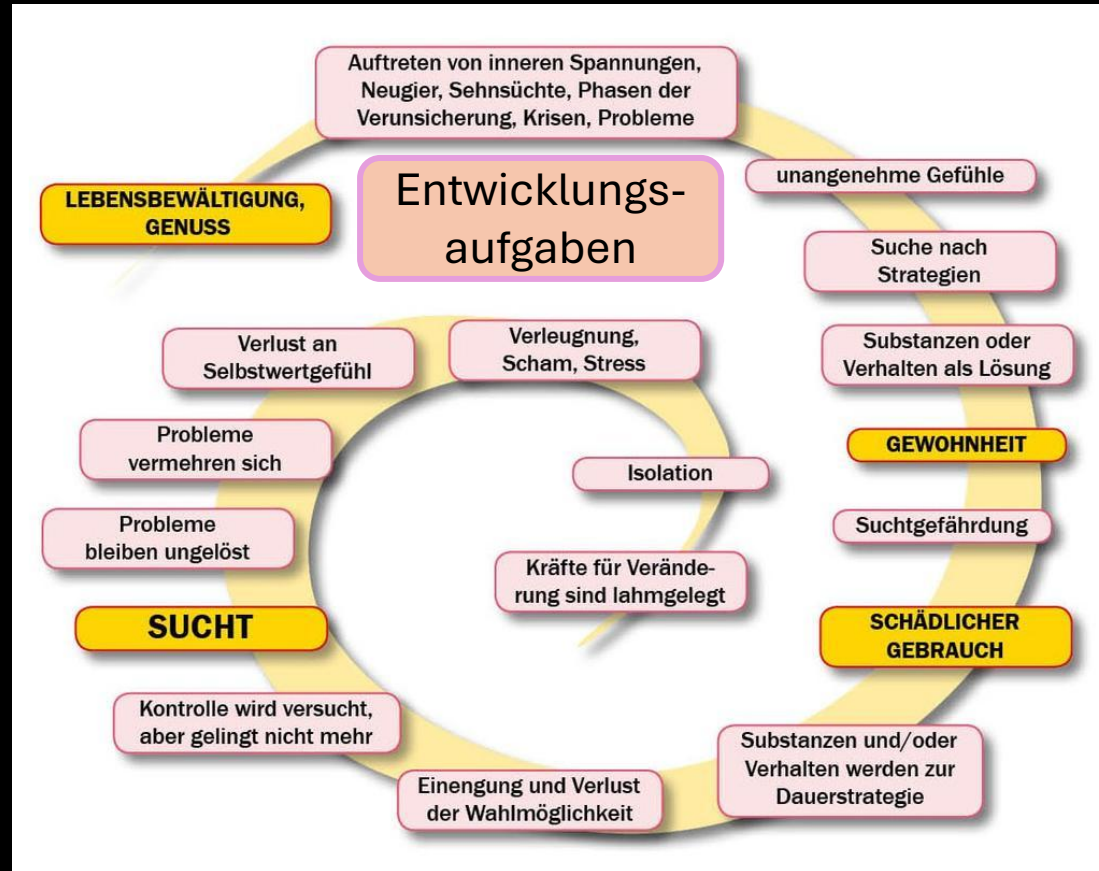 Auftreten von inneren Spannungen,
Neugier, Sehnsüchte, Phasen der
Verunsicherung, Krisen, Probleme
LEBENSBEWÄLTIGUNG,
GENUSS
Entwicklungs-
aufgaben
unangenehme Gefühle
Suche nach
Strategien
Substanzen oder
Verhalten als Lösung
GEWOHNHEIT
Suchtgefährdung
SCHÄDLICHER
GEBRAUCH
Substanzen und/oder
Verhalten werden zur
Dauerstrategie
Einengung und Verlust
der Wahlmöglichkeit
Kontrolle wird versucht,
aber gelingt nicht mehr
SUCHT
Probleme
bleiben ungelöst
Probleme
vermehren sich
Verlust an
Selbstwertgefühl
Verleugnung,
Scham, Stress
Isolation
Kräfte für Verände-
rung sind lahmgelegt